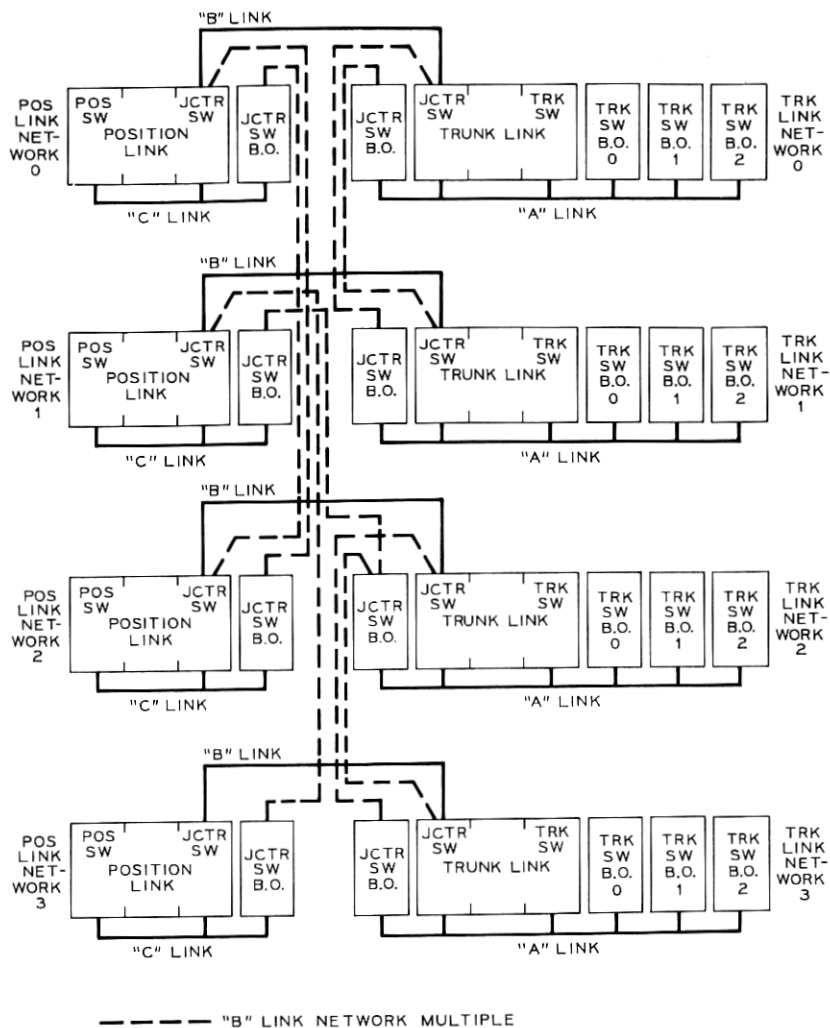 "B" LINK
POS
LINK
NET-
WORK
0
POS
SW
POSITION
LINK
JCTR
SW
JCTR
SW
B.O.
JCTR
SW
B.O.
JCTR
SW
TRUNK LINK
TRK
SW
TRK
SW
B.O.
0
TRK
SW
B.O.
1
TRK
SW
B.O.
2
TRK
LINK
NET-
WORK
0
"C" LINK
"A" LINK
"B" LINK
POS
LINK
NET-
WORK
1
POS
SW
POSITION
LINK
JCTR
SW
JCTR
SW
B.O.
JCTR
SW
B.O.
JCTR
SW
TRUNK LINK
TRK
SW
TRK
SW
B.O.
0
TRK
SW
B.O.
1
TRK
SW
B.O.
2
TRK
LINK
NET-
WORK
1
"C" LINK
"A" LINK
"B" LINK
POS
LINK
NET-
WORK
2
POS
SW
POSITION
LINK
JCTR
SW
JCTR
SW
B.O.
JCTR
SW
B.O.
JCTR
SW
TRUNK LINK
TRK
SW
TRK
SW
B.O.
0
TRK
SW
B.O.
1
TRK
SW
B.O.
2
TRK
LINK
NET-
WORK
2
"C" LINK
"A" LINK
"B" LINK
POS
LINK
NET-
WORK
3
POS
SW
POSITION
LINK
JCTR
SW
JCTR
SW
B.O.
JCTR
SW
B.O.
JCTR
SW
TRUNK LINK
TRK
SW
TRK
SW
B.O.
0
TRK
SW
B.O.
1
TRK
SW
B.O.
2
TRK
LINK
NET-
WORK
3
"C" LINK
"A" LINK
"B" LINK NETWORK MULTIPLE